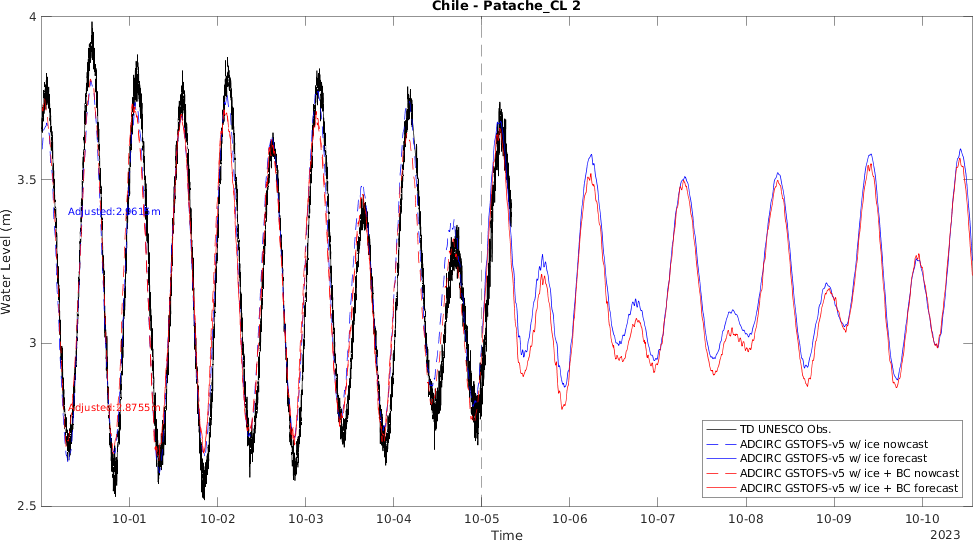 Chile - Patache_CL 2
4
3.5
3
2.5
Water Level (m)
Adjusted:2.9615m
Adjusted:2.8755m
TD UNESCO Obs.
ADCIRC GSTOFS-v5 w/ ice nowcast
ADCIRC GSTOFS-v5 w/ ice forecast
ADCIRC GSTOFS-v5 w/ ice + BC nowcast
ADCIRC GSTOFS-v5 w/ ice + BC forecast
10-01 10-02 10-03 10-04 10-05 10-06 10-07 10-08 10-09 10-10
Time
2023